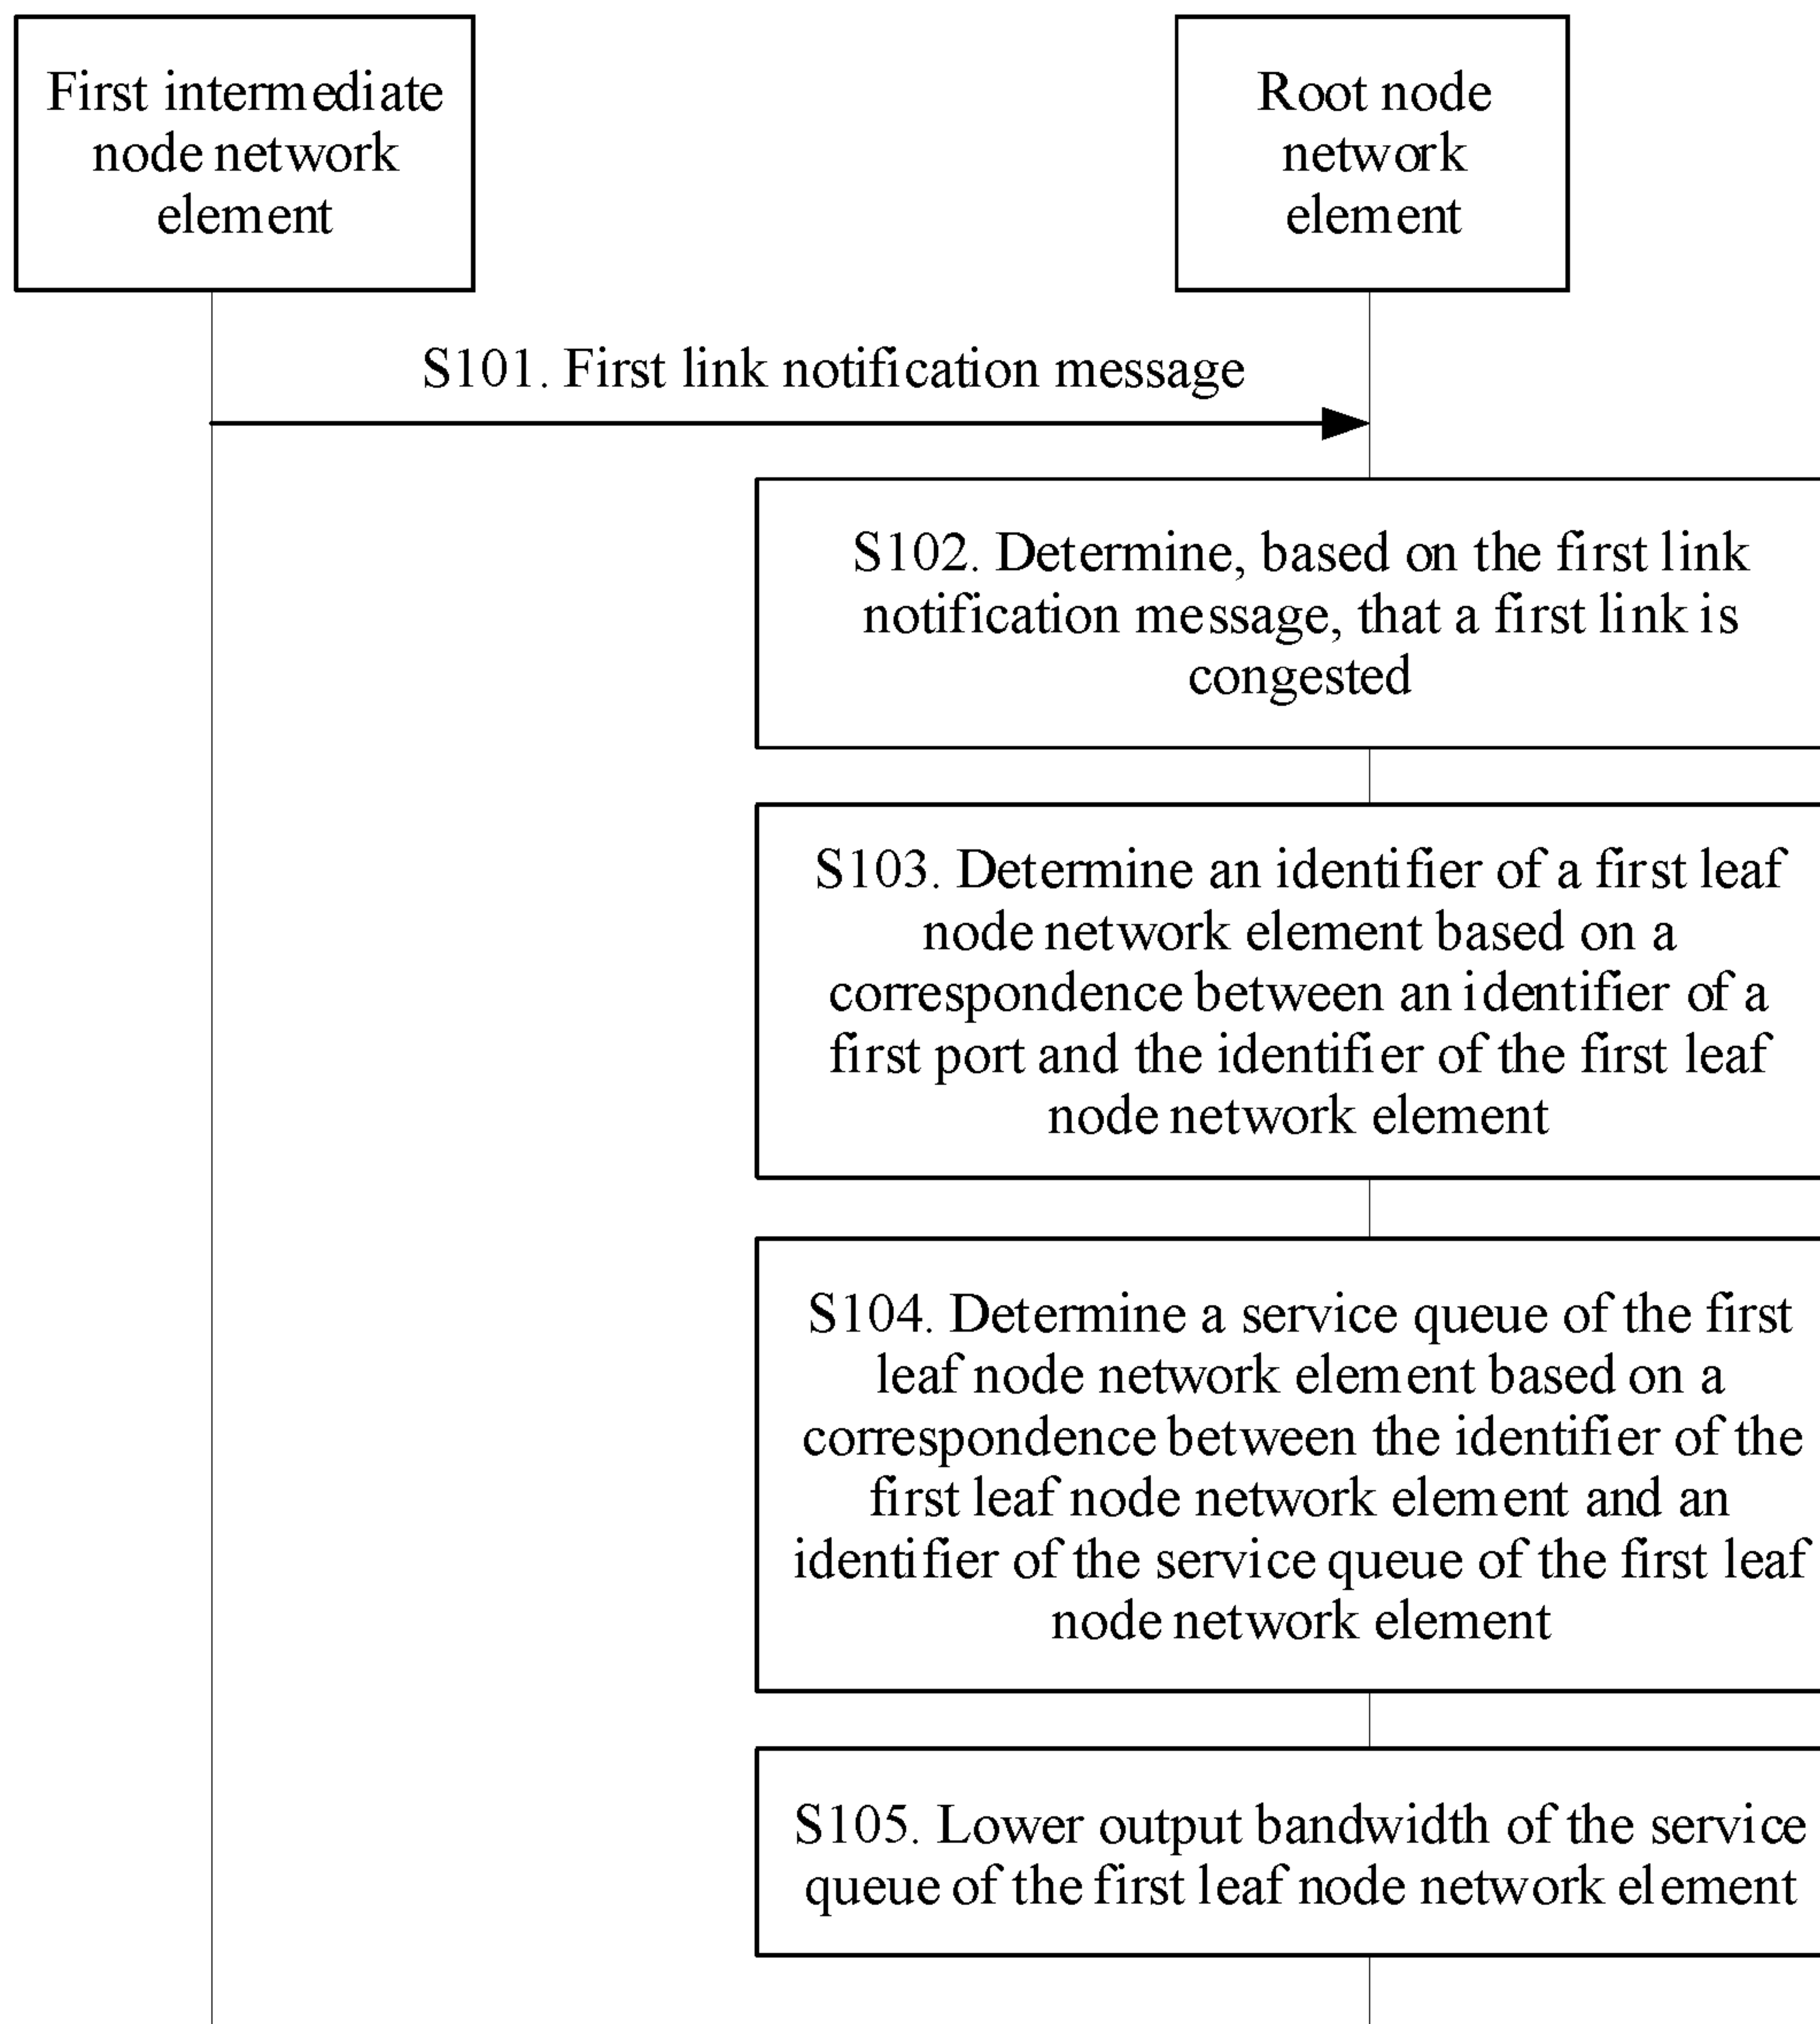 First intermediate
node network
element
Root node
network
element
S101. First link notification message
S102. Determine, based on the first link
notification message, that a first link is
congested
S103. Determine an identifier of a first leaf
node network element based on a
correspondence between an identifier of a
first port and the identifier of the first leaf
node network element
S104. Determine a service queue of the first
leaf node network element based on a
correspondence between the identifier of the
first leaf node network element and an
identifier of the service queue of the first leaf
node network element
S105. Lower output bandwidth of the service
queue of the first leaf node network element